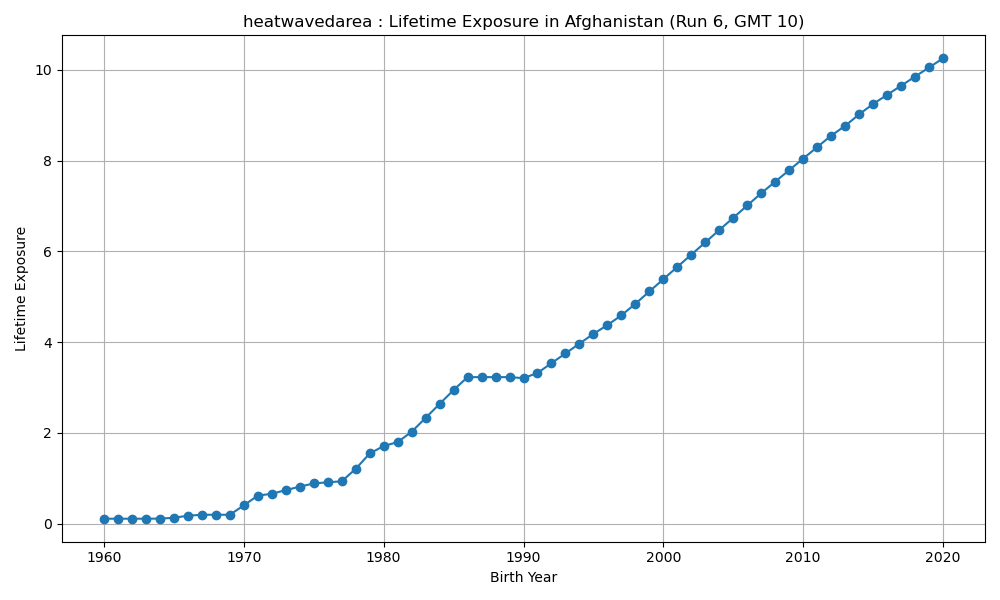 heatwavedarea : Lifetime Exposure in Afghanistan (Run 6, GMT 10)
Lifetime Exposure
10
8
6
4
2
0
1960 1970 1980 1990 2000 2010 2020
Birth Year